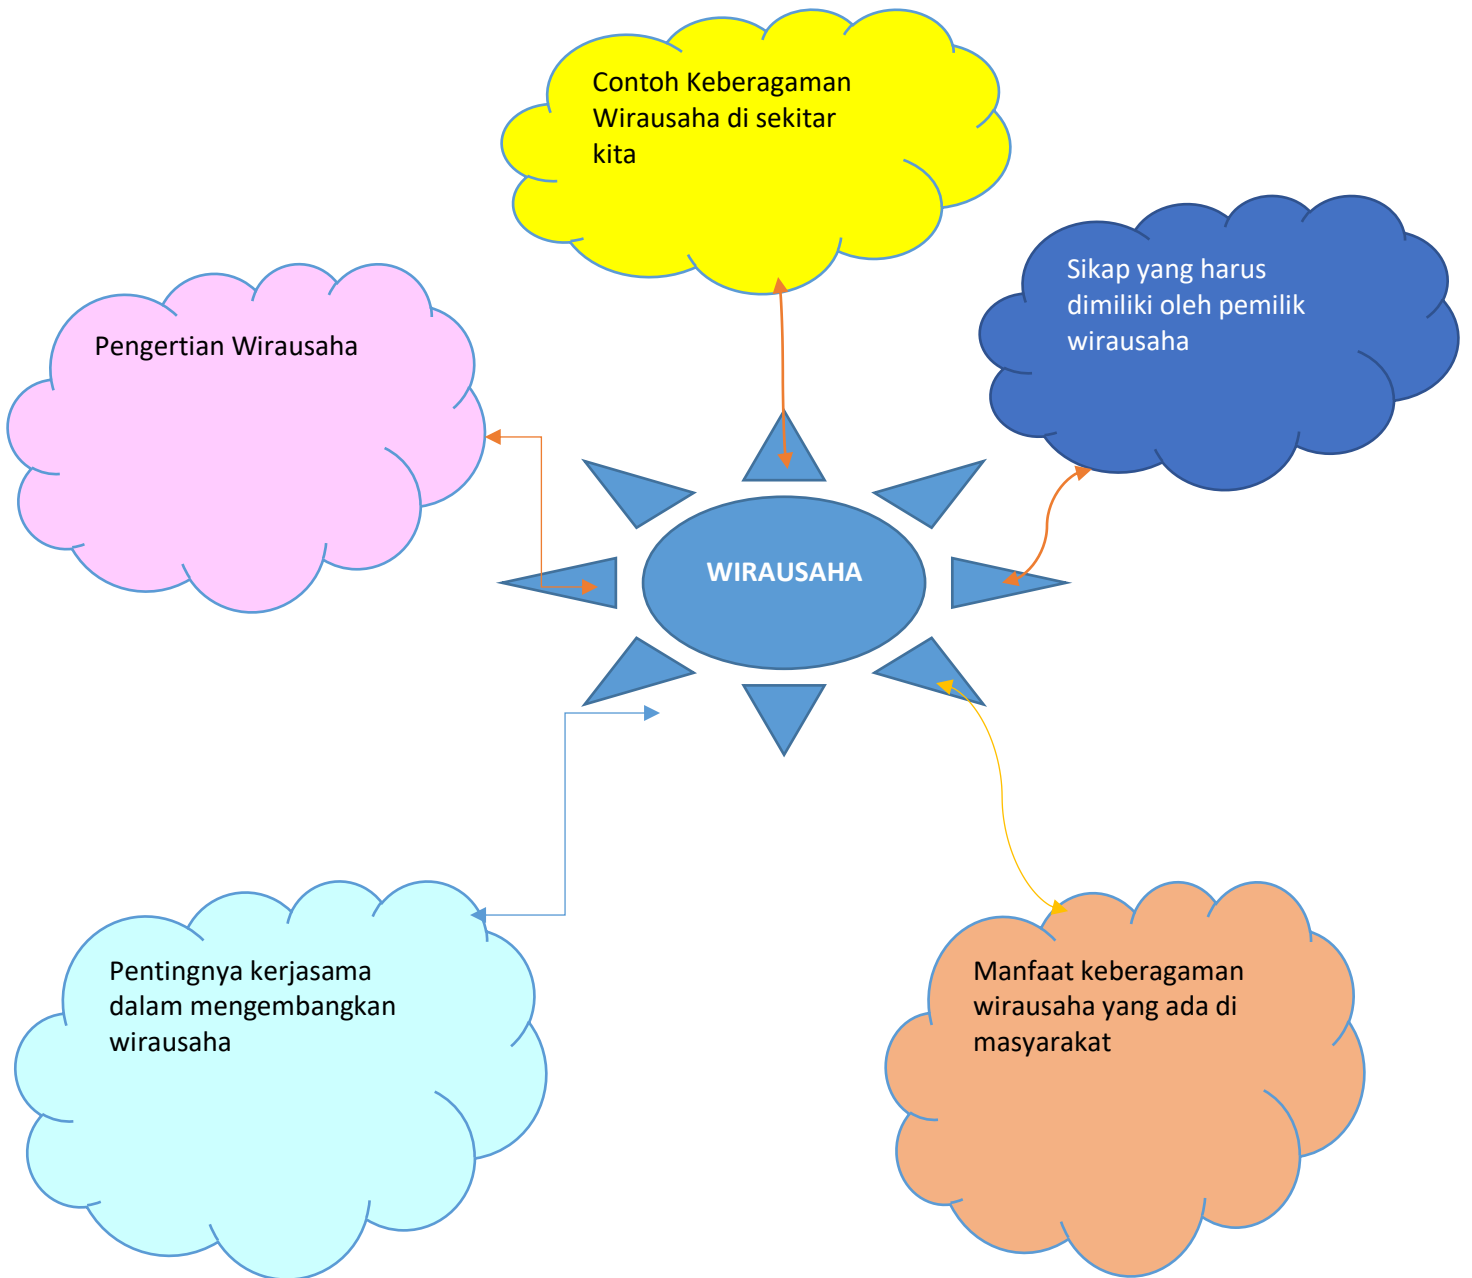 Contoh Keberagaman
Wirausaha di sekitar
kita
Sikap yang harus
dimiliki oleh pemilik
wirausaha
Pengertian Wirausaha
WIRAUSAHA
Pentingnya kerjasama
dalam mengembangkan
wirausaha
Manfaat keberagaman
wirausaha yang ada di
masyarakat